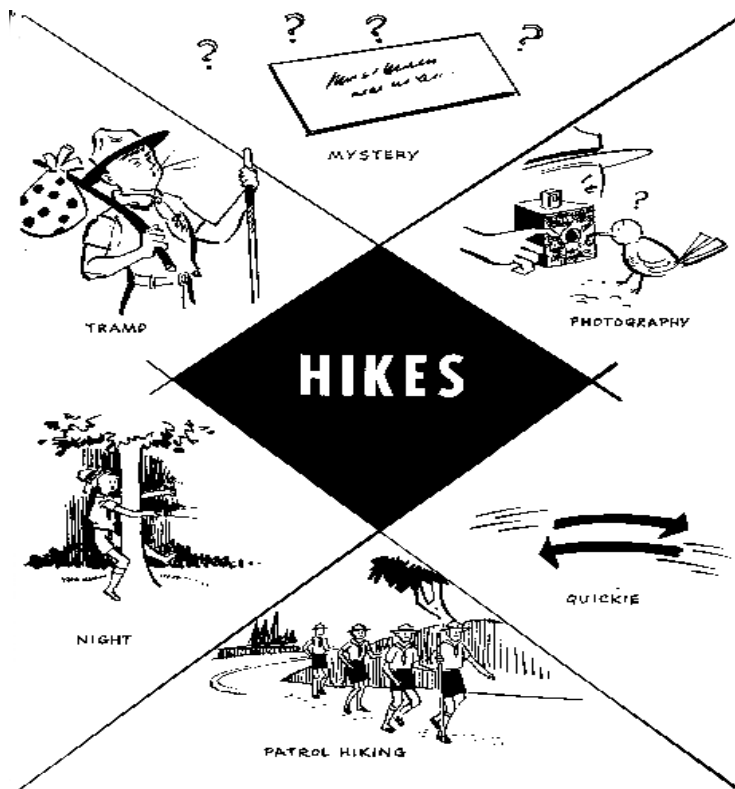 ? ? ? ?
MYSTERY
?
TRAMP
PHOTOGRAPHY
HIKES
NIGHT
QUICKIE
PATROL HIKING